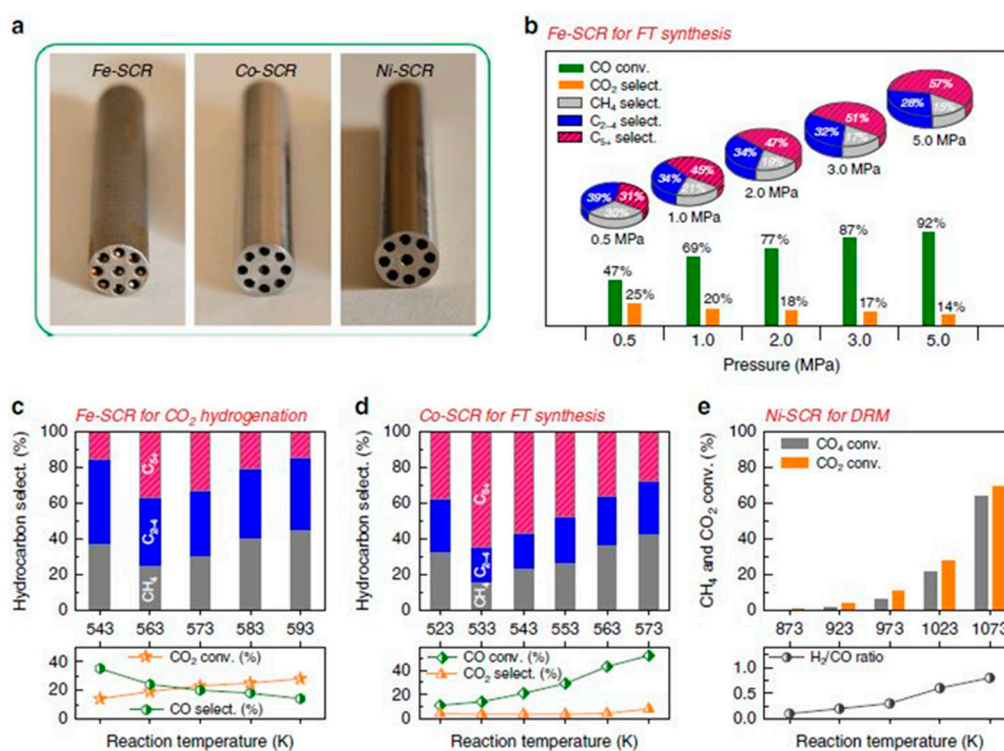 a
Fe-SCR
Co-SCR
Ni-SCR
b
Fe-SCR for FT synthesis
CO conv.
CO2 select.
CH4 select.
C2–4 select.
C5+ select.
39%
31%
30%
0.5 MPa
34%
45%
21%
1.0 MPa
34%
47%
19%
2.0 MPa
32%
51%
17%
3.0 MPa
28%
57%
15%
5.0 MPa
47%
25%
69%
20%
77%
18%
87%
17%
92%
14%
0.5
1.0
2.0
3.0
5.0
Pressure (MPa)
c
Fe-SCR for CO2 hydrogenation
Hydrocarbon select. (%)
100
80
60
40
20
0
C5+
C2–4
CH4
543
563
573
583
593
CO2 conv. (%)
CO select. (%)
40
20
0
Reaction temperature (K)
d
Co-SCR for FT synthesis
Hydrocarbon select. (%)
100
80
60
40
20
0
C5+
C2–4
CH4
523
533
543
553
563
573
CO conv. (%)
CO2 select. (%)
60
40
20
0
Reaction temperature (K)
e
Ni-SCR for DRM
CH4 and CO2 conv. (%)
100
80
60
40
20
0
CO4 conv.
CO2 conv.
873
923
973
1023
1073
H2/CO ratio
1.0
0.5
0.0
Reaction temperature (K)